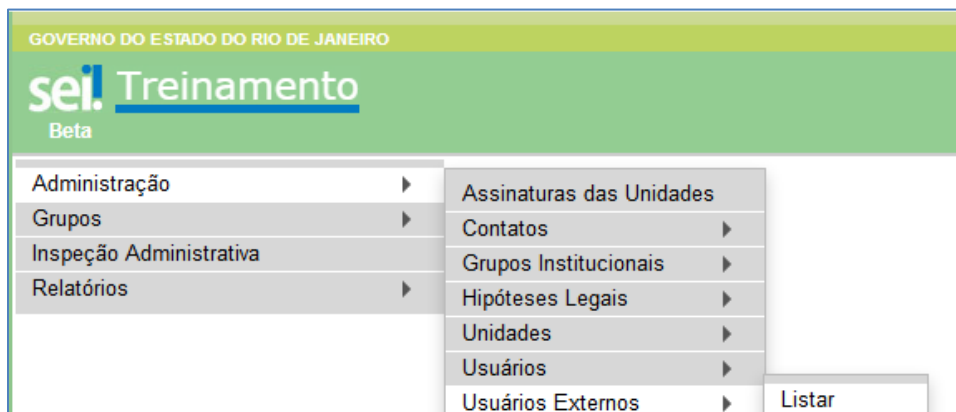 GOVERNO DO ESTADO DO RIO DE JANEIRO
sei! Treinamento
Beta
Administração
Grupos
Inspeção Administrativa
Relatórios
Assinaturas das Unidades
Contatos
Grupos Institucionais
Hipóteses Legais
Unidades
Usuários
Usuários Externos
Listar